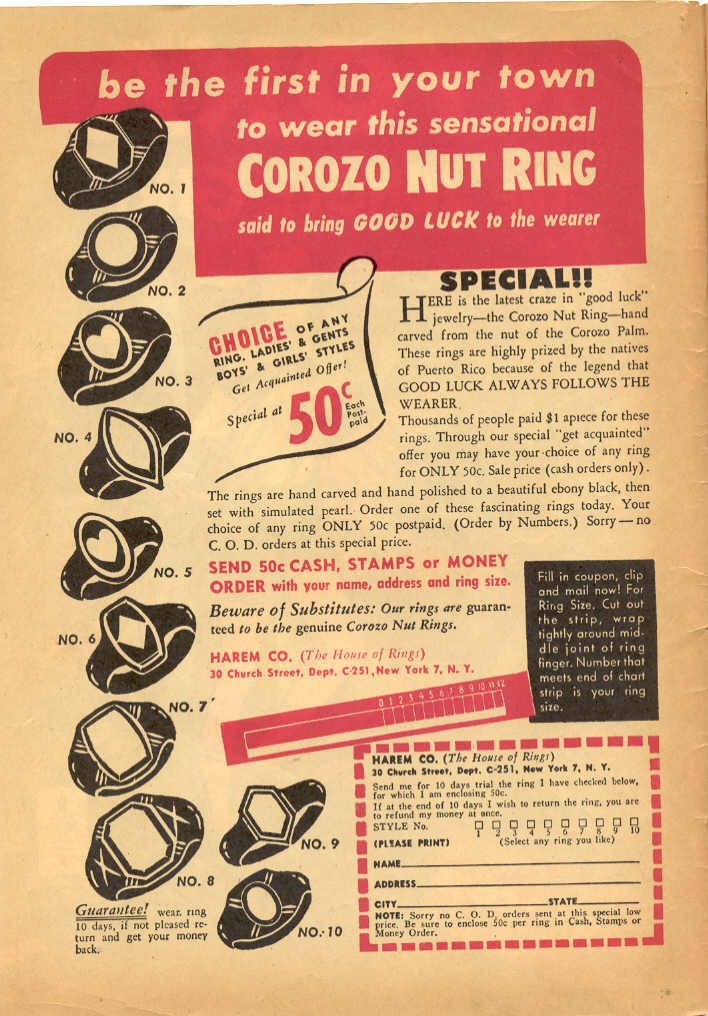 be the first in your town
to wear this sensational
COROZO NUT RING
said to bring GOOD LUCK to the wearer
NO. 1
NO. 2
NO. 3
NO. 4
NO. 5
NO. 6
NO. 7
NO. 8
NO. 9
NO. 10
CHOICE OF ANY
RING. LADIES' & GENTS
BOYS' & GIRLS' STYLES
Get Acquainted Offer!
Special at 50c Each Post-paid
SPECIAL!!
HERE is the latest craze in "good luck"
jewelry—the Corozo Nut Ring—hand
carved from the nut of the Corozo Palm.
These rings are highly prized by the natives
of Puerto Rico because of the legend that
GOOD LUCK ALWAYS FOLLOWS THE
WEARER.
Thousands of people paid $1 apiece for these
rings. Through our special "get acquainted"
offer you may have your choice of any ring
for ONLY 50c. Sale price (cash orders only).
The rings are hand carved and hand polished to a beautiful ebony black, then
set with simulated pearl. Order one of these fascinating rings today. Your
choice of any ring ONLY 50c postpaid. (Order by Numbers.) Sorry—no
C. O. D. orders at this special price.
SEND 50c CASH, STAMPS or MONEY
ORDER with your name, address and ring size.
Beware of Substitutes: Our rings are guaran-
teed to be the genuine Corozo Nut Rings.
HAREM CO. (The House of Rings)
30 Church Street, Dept. C-251, New York 7, N. Y.
Fill in coupon, clip
and mail now! For
Ring Size. Cut out
the strip, wrap
tightly around mid-
dle joint of ring
finger. Number that
meets end of chart
strip is your ring
size.
0 1 2 3 4 5 6 7 8 9 10 11 12
HAREM CO. (The House of Rings)
30 Church Street, Dept. C-251, New York 7, N. Y.
Send me for 10 days trial the ring I have checked below,
for which I am enclosing 50c.
If at the end of 10 days I wish to return the ring, you are
to refund my money at once.
STYLE No. □ □ □ □ □ □ □ □ □ □
1 2 3 4 5 6 7 8 9 10
(PLEASE PRINT) (Select any ring you like)
NAME
ADDRESS
CITY STATE
NOTE: Sorry no C. O. D. orders sent at this special low
price. Be sure to enclose 50c per ring in Cash, Stamps or
Money Order.
Guarantee! wear ring
10 days, if not pleased re-
turn and get your money
back.